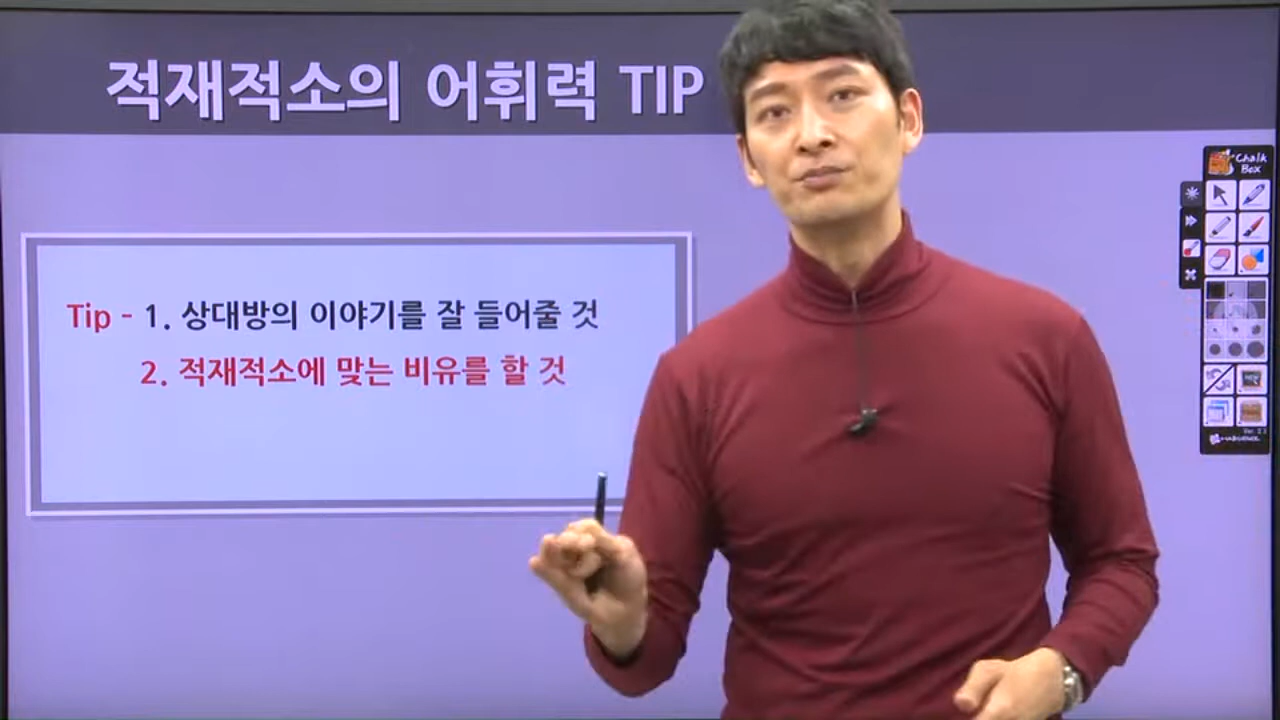 적재적소의 어휘력 TIP
Tip - 1. 상대방의 이야기를 잘 들어줄 것
2. 적재적소에 맞는 비유를 할 것
Chalk
Box